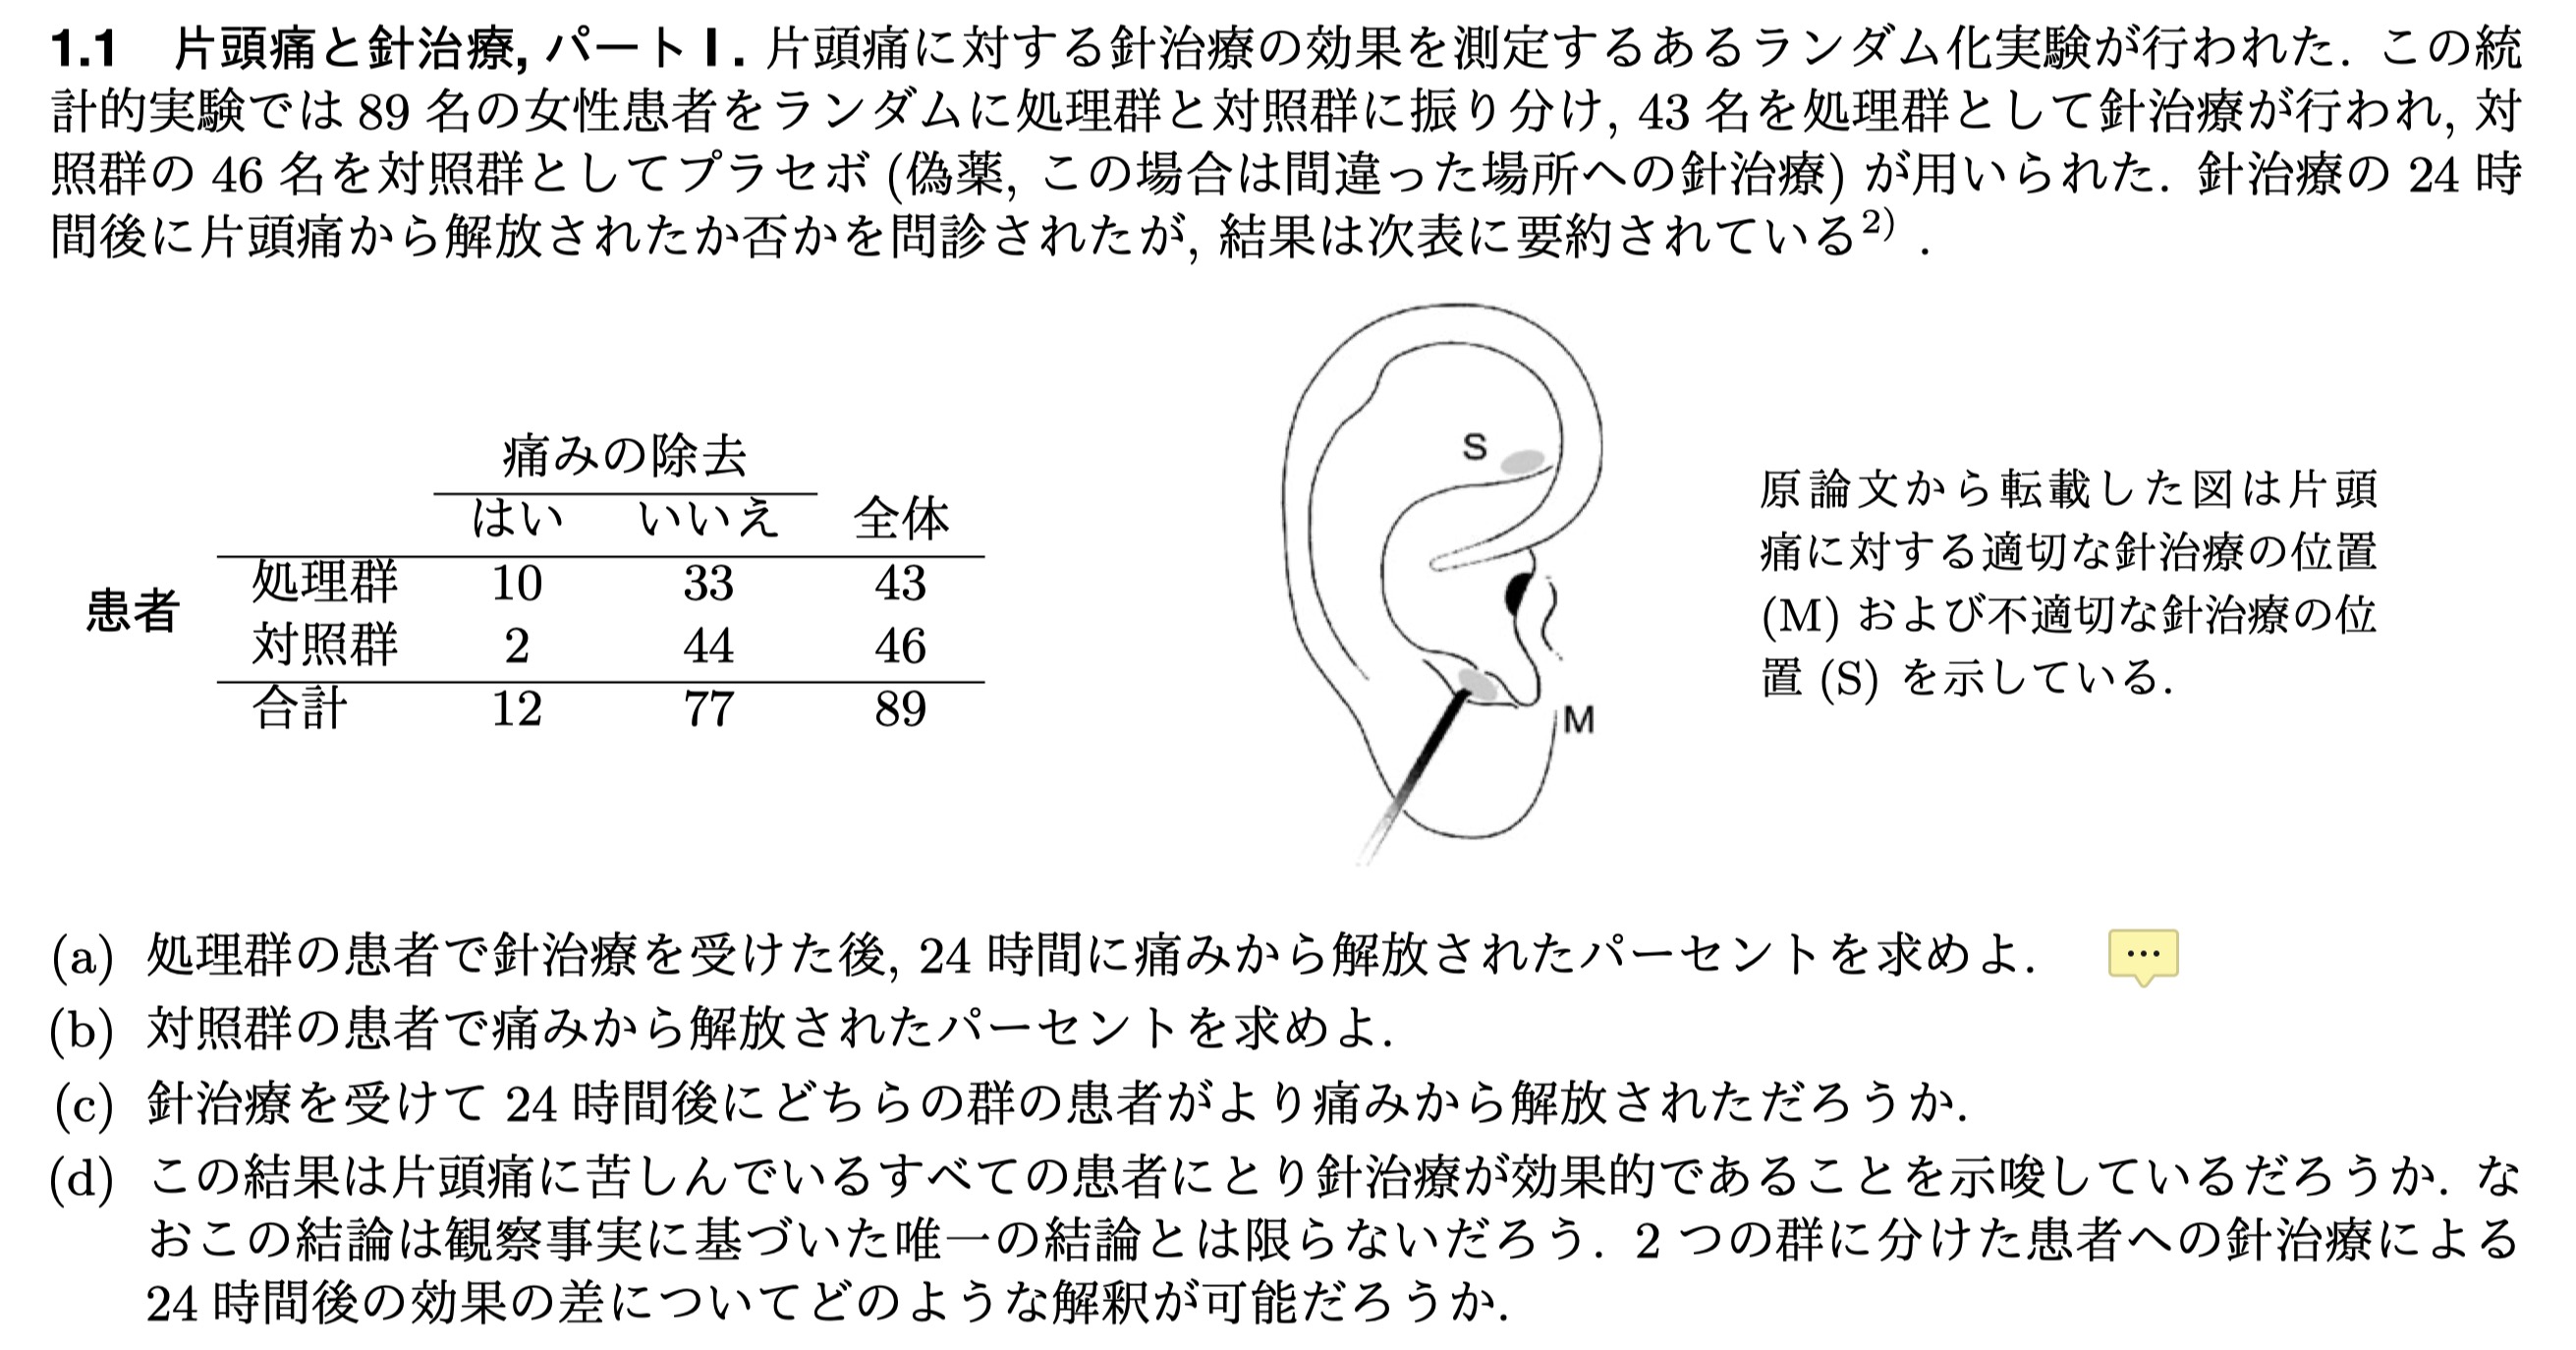 1.1 片頭痛と針治療, パート I. 片頭痛に対する針治療の効果を測定するあるランダム化実験が行われた. この統
計的実験では 89 名の女性患者をランダムに処理群と対照群に振り分け, 43 名を処理群として針治療が行われ, 対
照群の 46 名を対照群としてプラセボ (偽薬, この場合は間違った場所への針治療) が用いられた. 針治療の 24 時
間後に片頭痛から解放されたか否かを問診されたが, 結果は次表に要約されている2) .
痛みの除去
はい いいえ 全体
患者
処理群 10 33 43
対照群 2 44 46
合計 12 77 89
S
M
原論文から転載した図は片頭
痛に対する適切な針治療の位置
(M) および不適切な針治療の位
置 (S) を示している.
(a) 処理群の患者で針治療を受けた後, 24 時間に痛みから解放されたパーセントを求めよ.
(b) 対照群の患者で痛みから解放されたパーセントを求めよ.
(c) 針治療を受けて 24 時間後にどちらの群の患者がより痛みから解放されただろうか.
(d) この結果は片頭痛に苦しんでいるすべての患者にとり針治療が効果的であることを示唆しているだろうか. な
おこの結論は観察事実に基づいた唯一の結論とは限らないだろう. 2 つの群に分けた患者への針治療による
24 時間後の効果の差についてどのような解釈が可能だろうか.